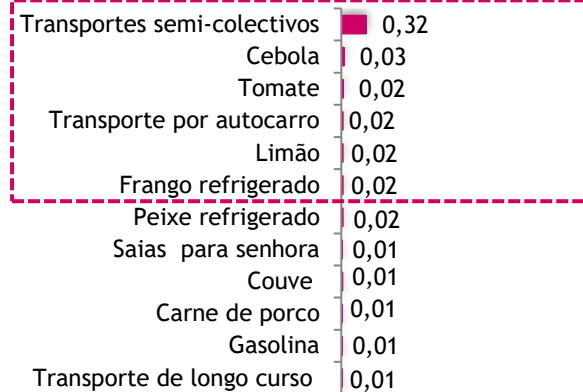 Transportes semi-colectivos 0,32
Cebola 0,03
Tomate 0,02
Transporte por autocarro 0,02
Limão 0,02
Frango refrigerado 0,02
Peixe refrigerado 0,02
Saias para senhora 0,01
Couve 0,01
Carne de porco 0,01
Gasolina 0,01
Transporte de longo curso 0,01